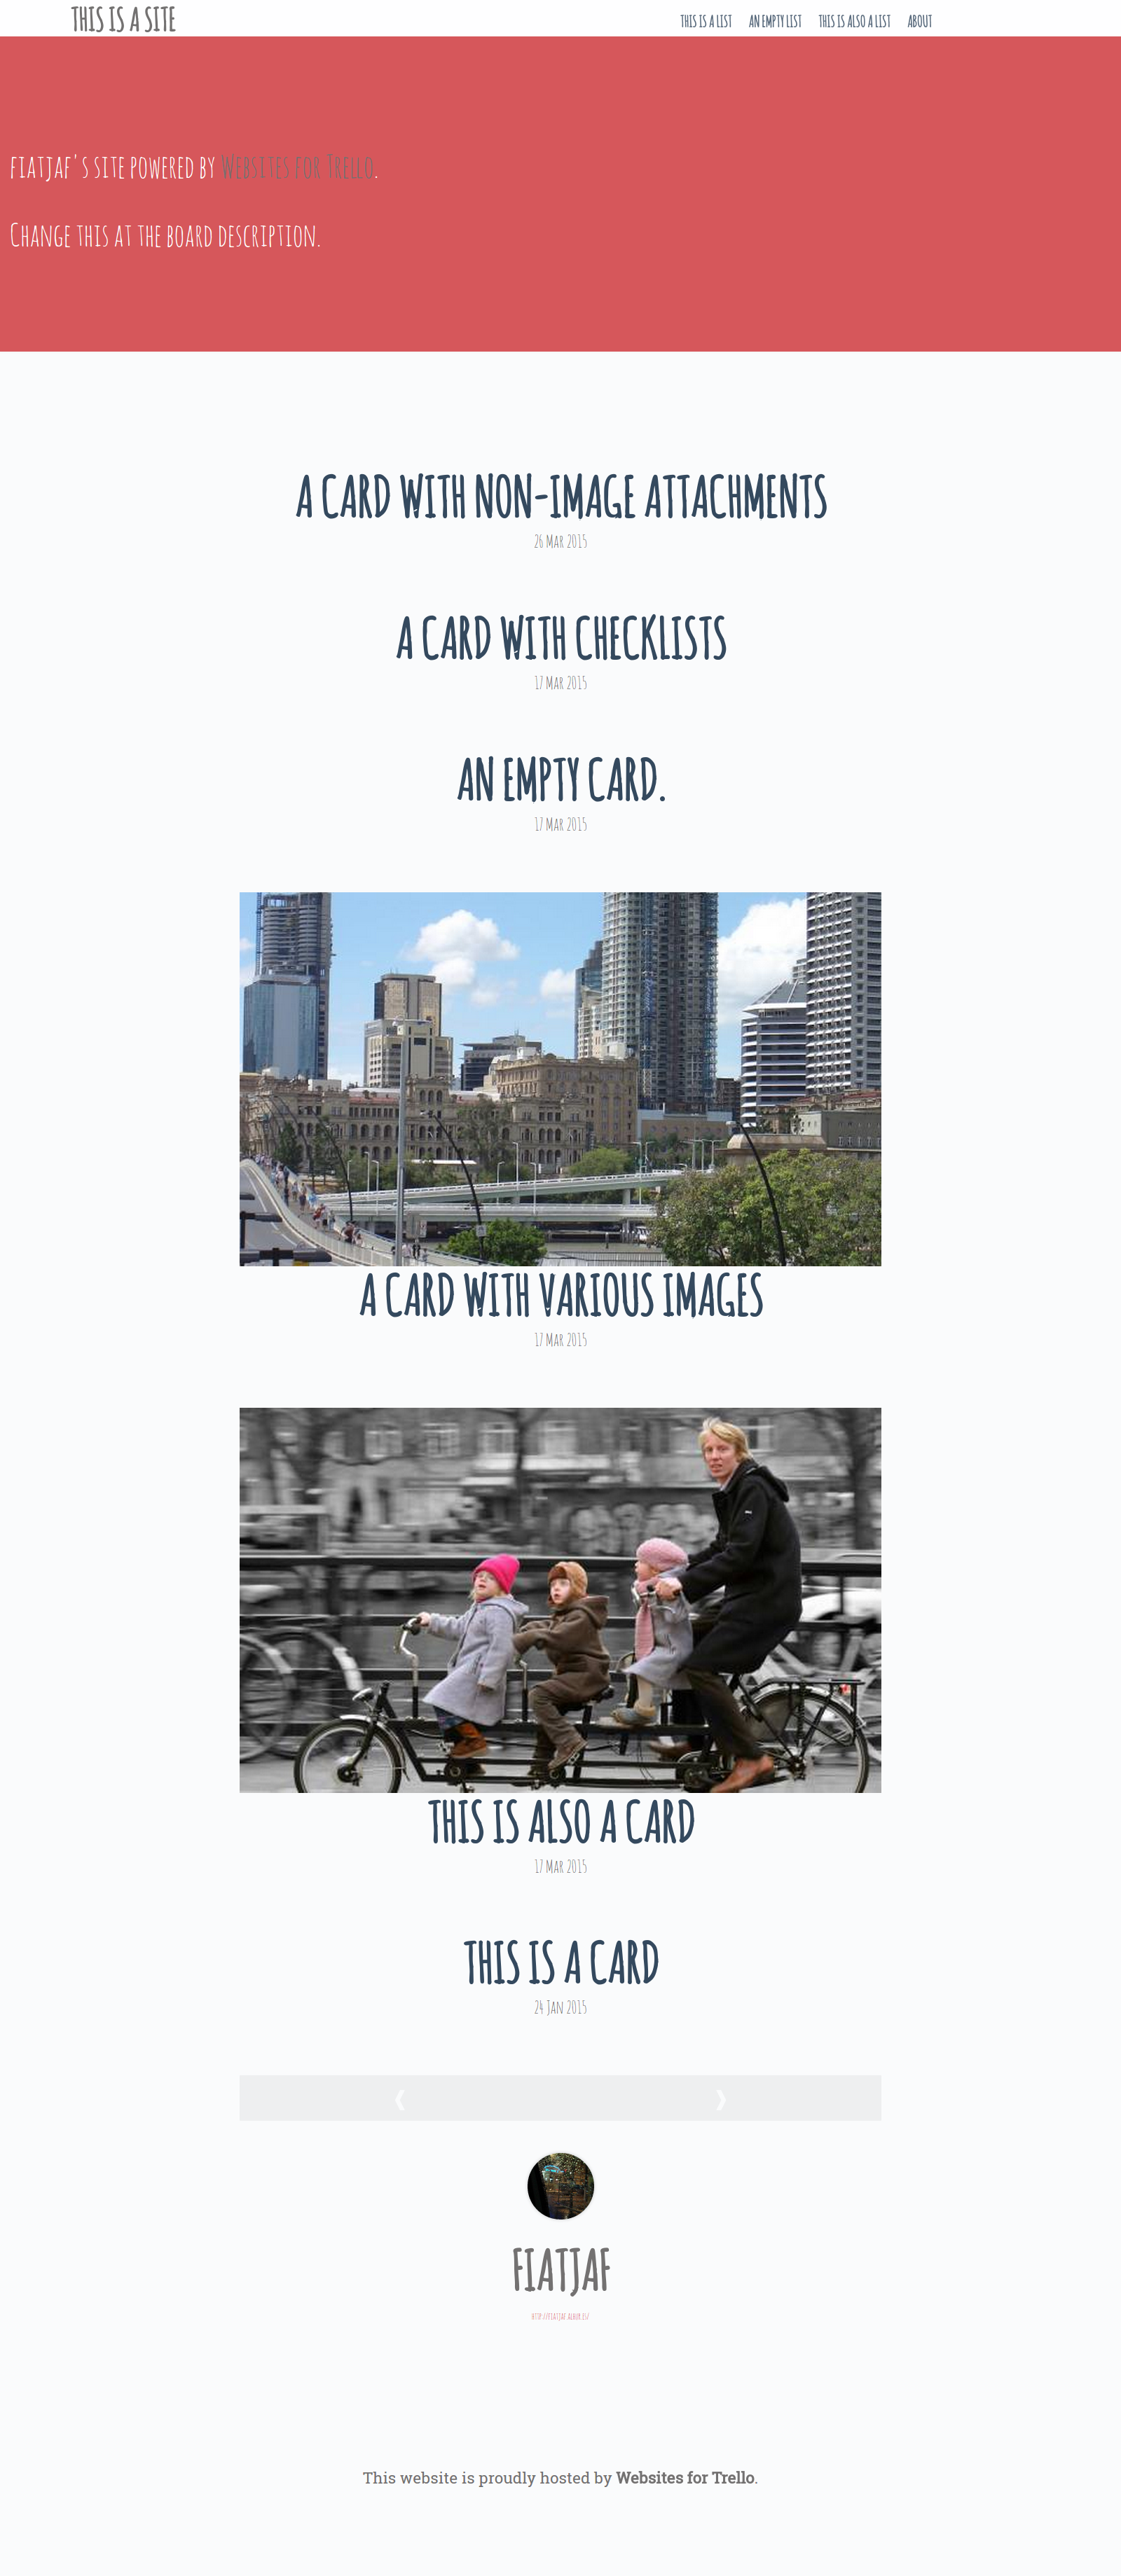 THIS IS A SITE
THIS IS A LIST AN EMPTY LIST THIS IS ALSO A LIST ABOUT
fiatjaf's site powered by Websites for Trello.
Change this at the board description.
A CARD WITH NON-IMAGE ATTACHMENTS
26 Mar 2015
A CARD WITH CHECKLISTS
17 Mar 2015
AN EMPTY CARD.
17 Mar 2015
A CARD WITH VARIOUS IMAGES
17 Mar 2015
THIS IS ALSO A CARD
17 Mar 2015
THIS IS A CARD
24 Jan 2015
❰ ❱
FIATJAF
http://fiatjaf.alhur.es/
This website is proudly hosted by Websites for Trello.